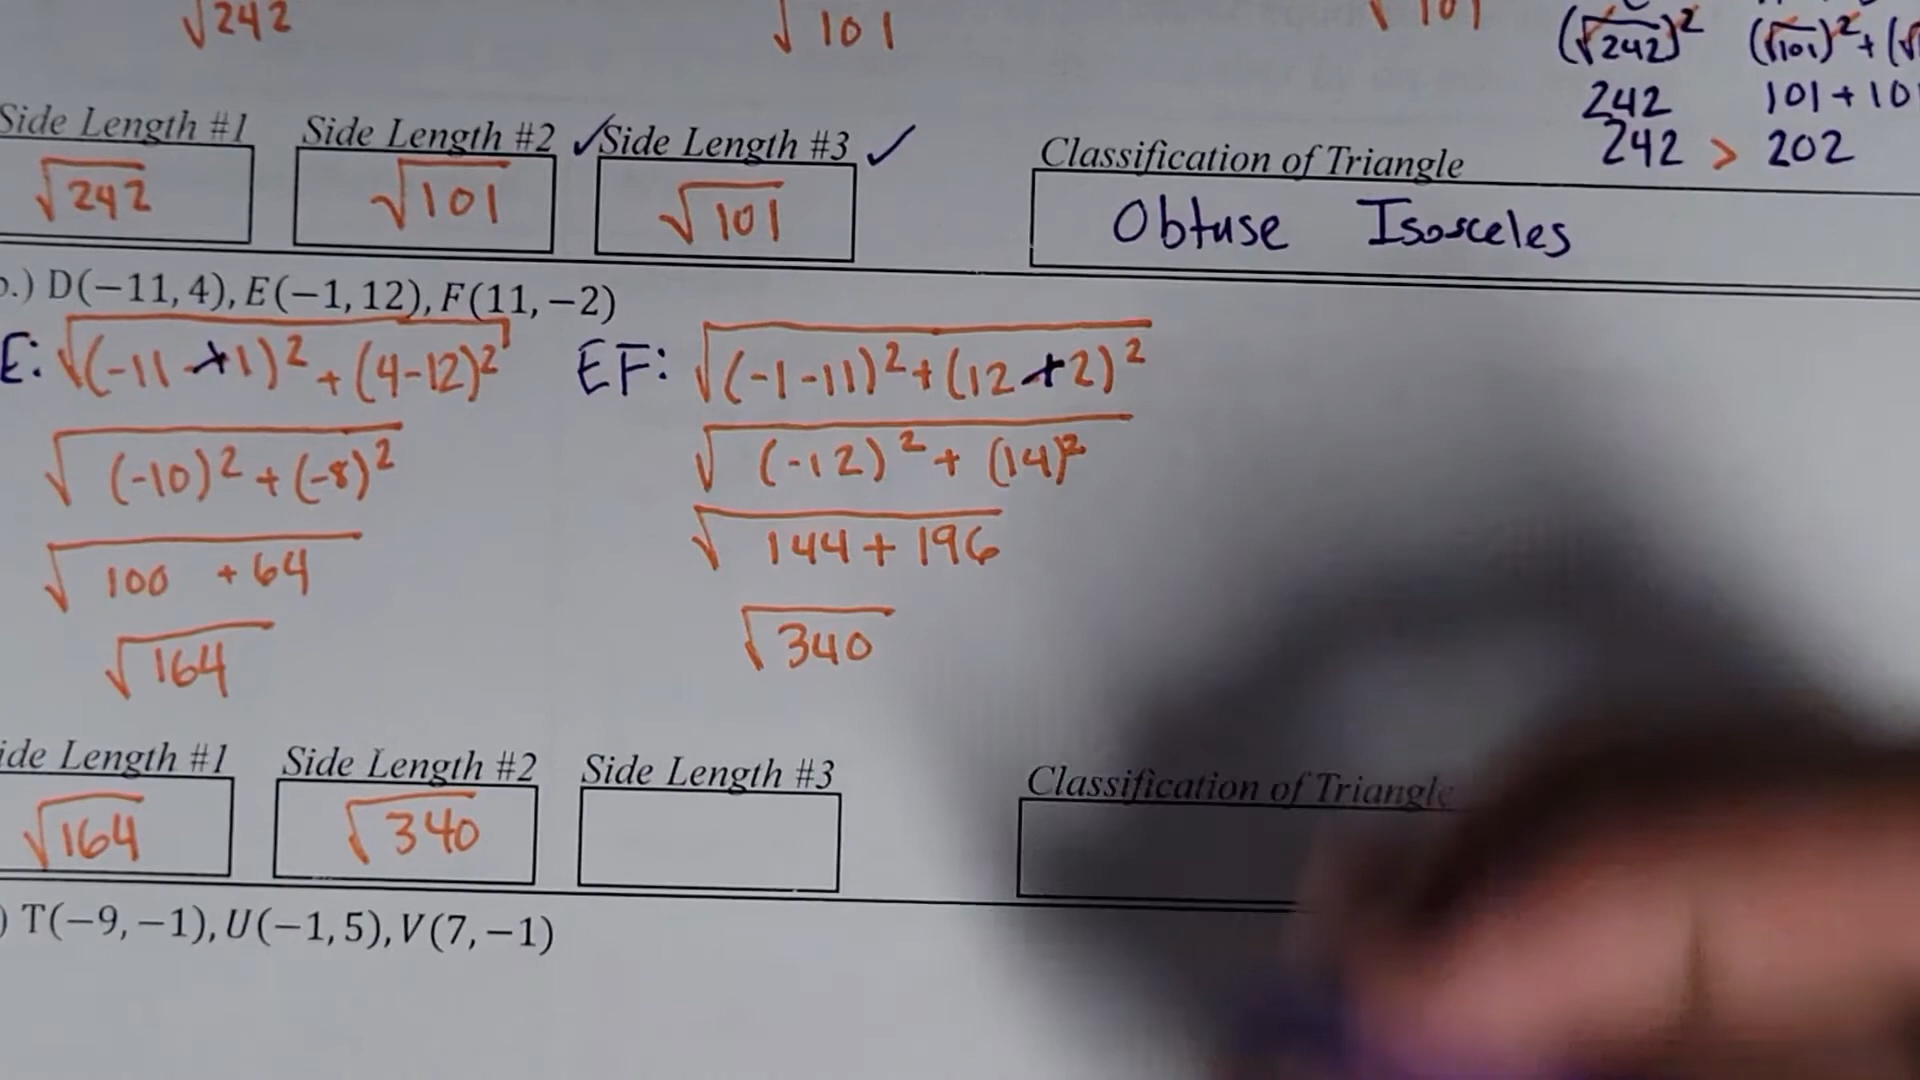 √242 √101 √101
(√242)² (√101)² + (√
242 101 + 10
242 > 202
Side Length #1 Side Length #2 ✓ Side Length #3 ✓ Classification of Triangle
√242 √101 √101 Obtuse Isosceles
.) D(−11, 4), E(−1, 12), F(11, −2)
E: √(-11 + 1)² + (4-12)² EF: √(-1-11)² + (12+2)²
√(-10)² + (-8)² √(-12)² + (14)²
√100 + 64 √144 + 196
√164 √340
ide Length #1 Side Length #2 Side Length #3 Classification of Triangle
√164 √340
) T(−9, −1), U(−1, 5), V(7, −1)